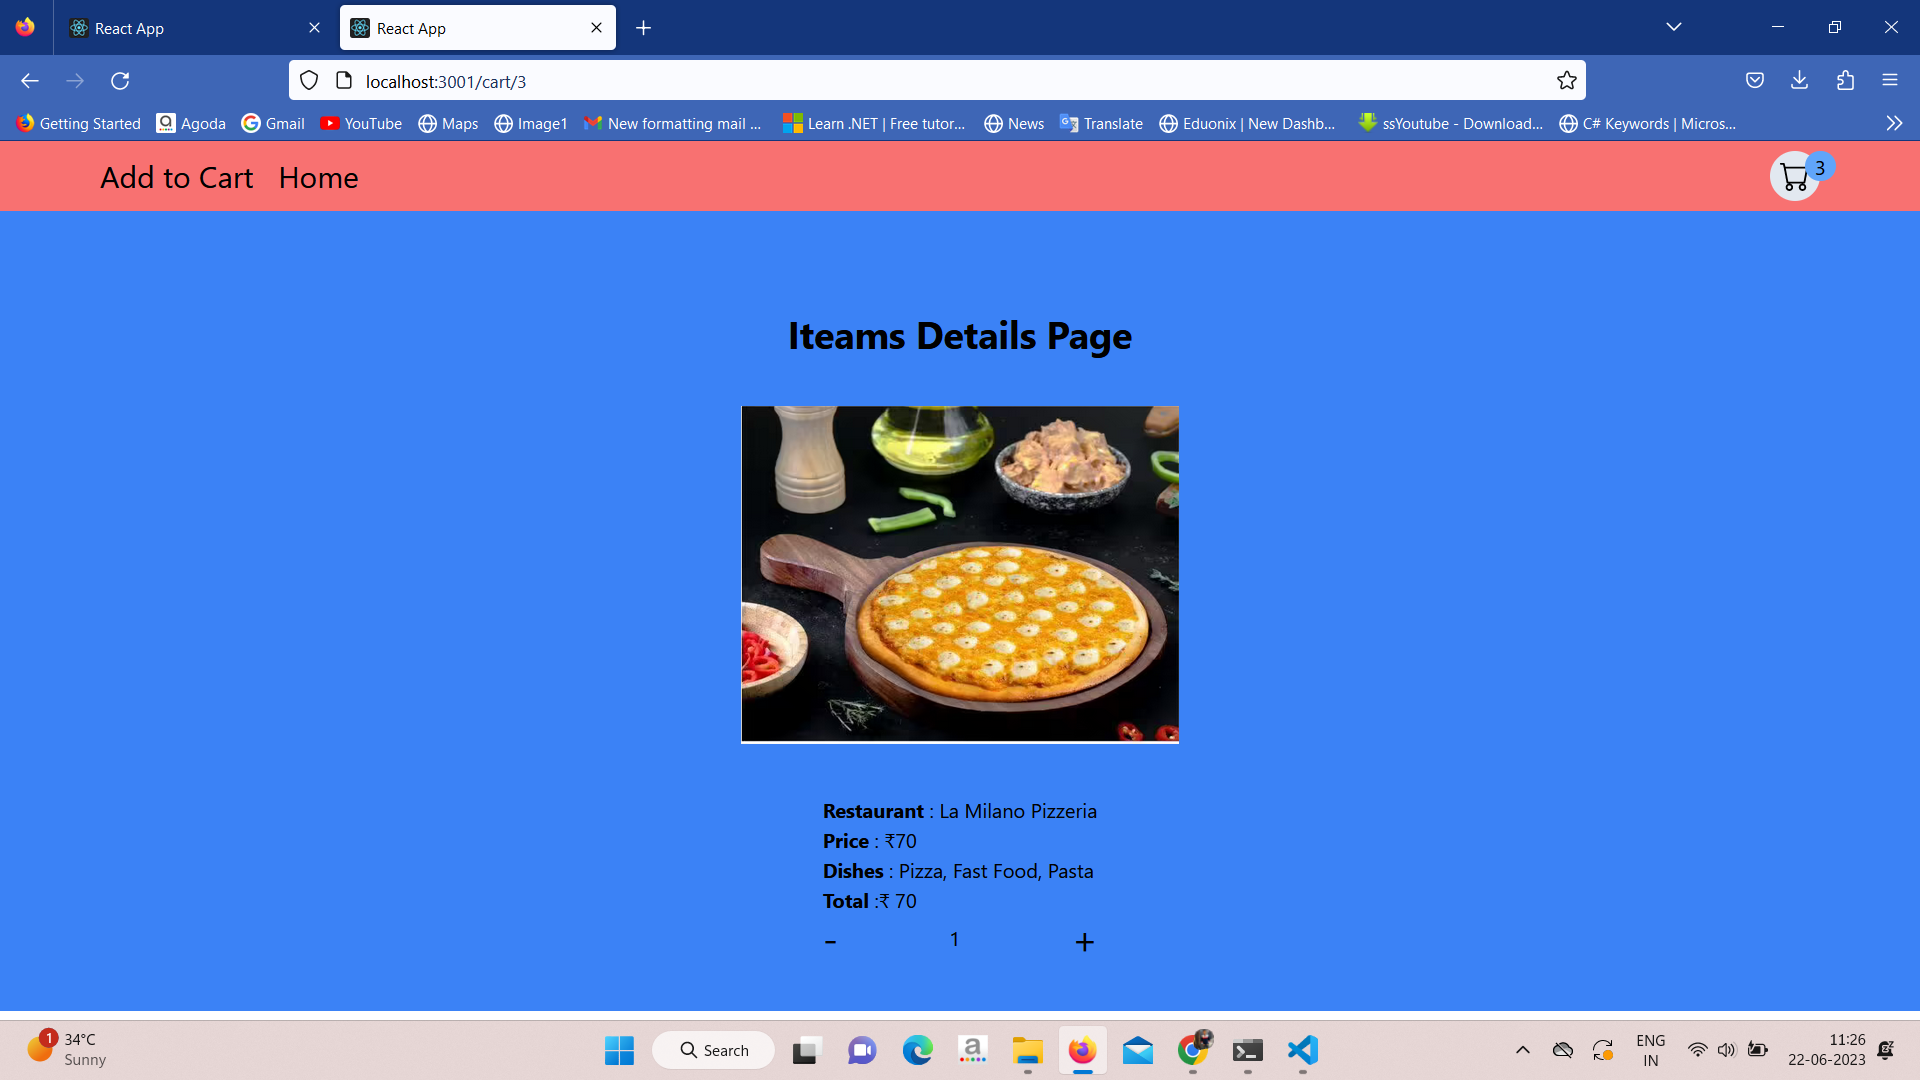 React App
React App
localhost:3001/cart/3
Getting Started
Agoda
Gmail
YouTube
Maps
Image1
New formatting mail ...
Learn .NET | Free tutor...
News
Translate
Eduonix | New Dashb...
ssYoutube - Download...
C# Keywords | Micros...
Add to Cart Home
3
Iteams Details Page
Restaurant : La Milano Pizzeria
Price : ₹70
Dishes : Pizza, Fast Food, Pasta
Total :₹ 70
- 1 +
1
34°C
Sunny
Search
ENG
IN
11:26
22-06-2023